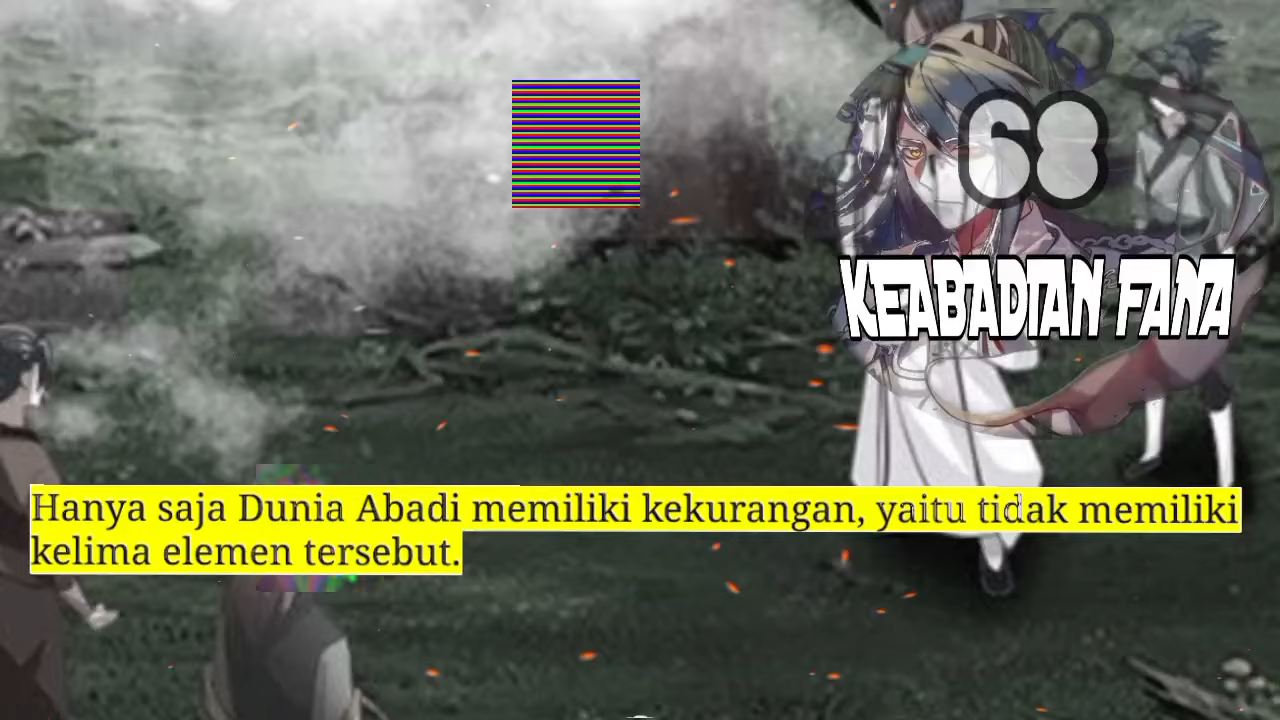 68
KEABADIAN FANA
Hanya saja Dunia Abadi memiliki kekurangan, yaitu tidak memiliki
kelima elemen tersebut.